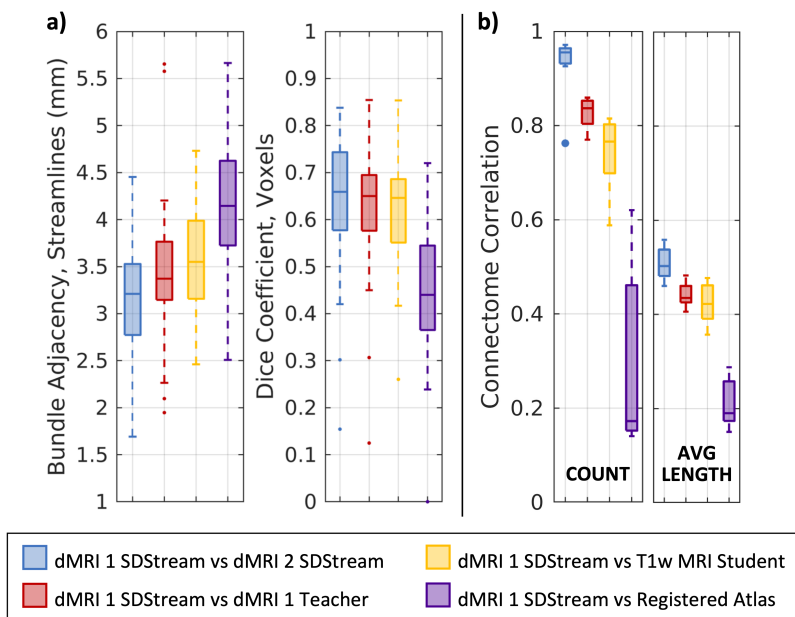 a)
Bundle Adjacency, Streamlines (mm)
6
5.5
5
4.5
4
3.5
3
2.5
2
1.5
1
Dice Coefficient, Voxels
1
0.9
0.8
0.7
0.6
0.5
0.4
0.3
0.2
0.1
0
b)
Connectome Correlation
1
0.8
0.6
0.4
0.2
0
COUNT
AVG
LENGTH
dMRI 1 SDStream vs dMRI 2 SDStream
dMRI 1 SDStream vs T1w MRI Student
dMRI 1 SDStream vs dMRI 1 Teacher
dMRI 1 SDStream vs Registered Atlas